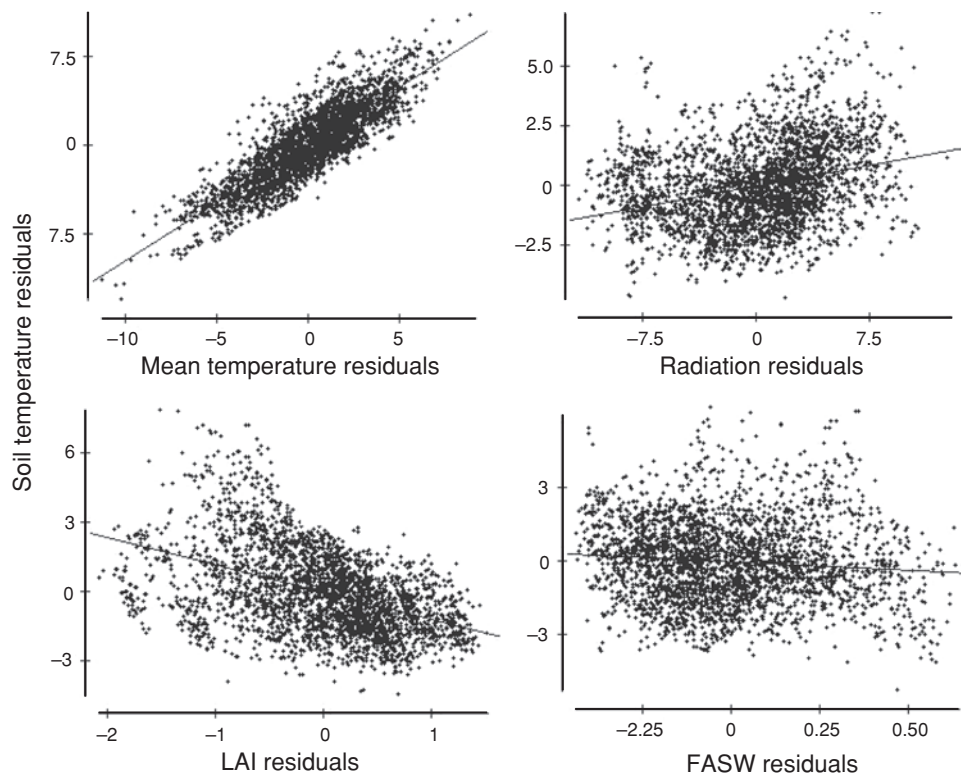 Soil temperature residuals
7.5
0
7.5
−10 −5 0 5
Mean temperature residuals
5.0
2.5
0
−2.5
−7.5 0 7.5
Radiation residuals
6
3
0
−3
−2 −1 0 1
LAI residuals
3
0
−3
−2.25 0 0.25 0.50
FASW residuals